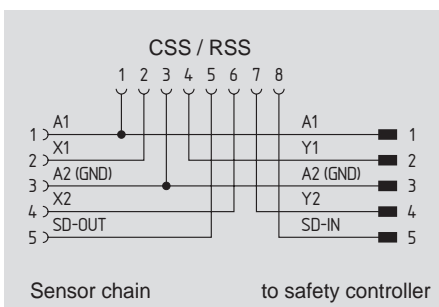 CSS / RSS
1 2 3 4 5 6 7 8
A1 A1
1 1
X1 Y1
2 2
A2 (GND) A2 (GND)
3 3
X2 Y2
4 4
SD-OUT SD-IN
5 5
Sensor chain to safety controller